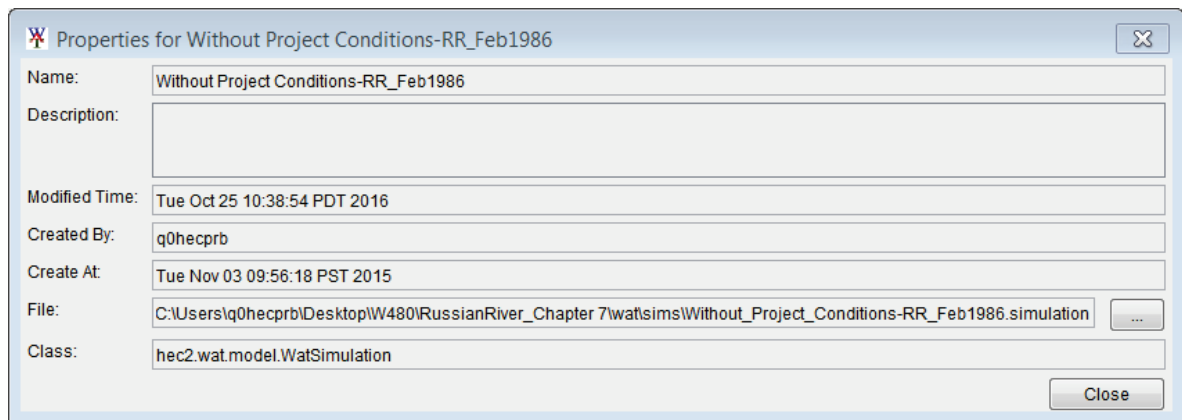 Properties for Without Project Conditions-RR_Feb1986
Name: Without Project Conditions-RR_Feb1986
Description:
Modified Time: Tue Oct 25 10:38:54 PDT 2016
Created By: q0hecprb
Create At: Tue Nov 03 09:56:18 PST 2015
File: C:\Users\q0hecprb\Desktop\W480\RussianRiver_Chapter 7\wat\sims\Without_Project_Conditions-RR_Feb1986.simulation ...
Class: hec2.wat.model.WatSimulation
Close